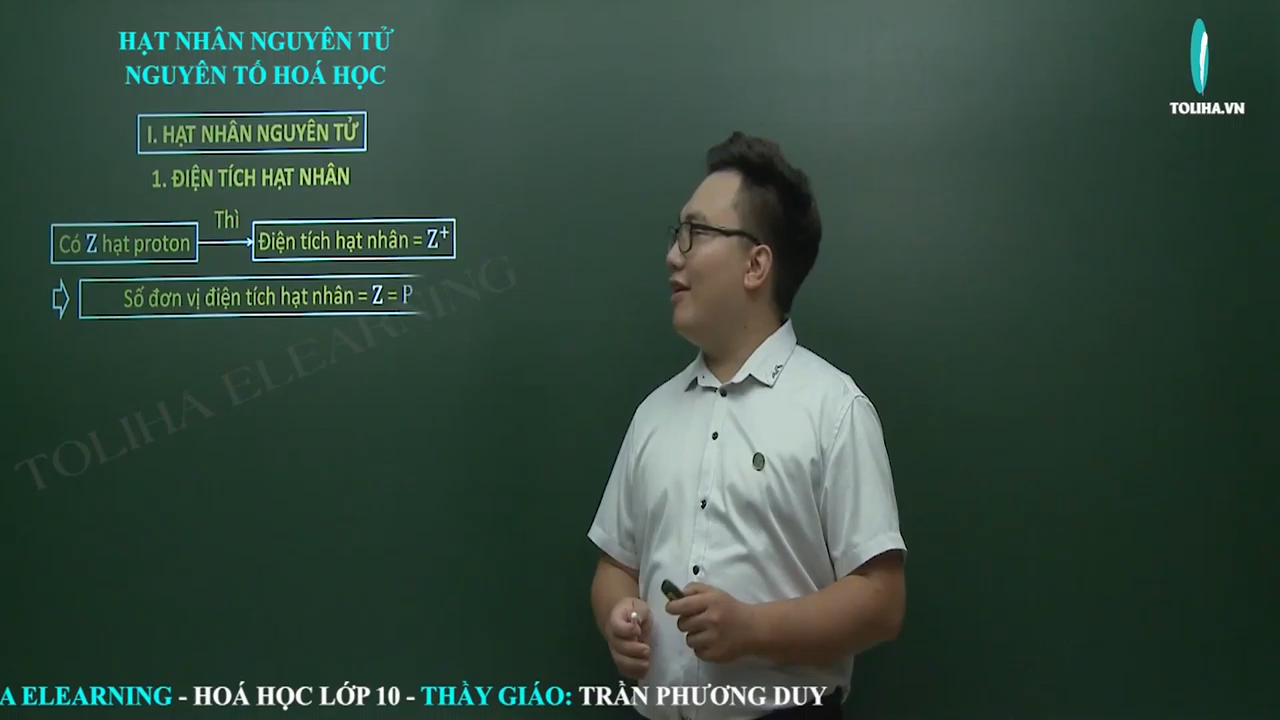 HẠT NHÂN NGUYÊN TỬ
NGUYÊN TỐ HOÁ HỌC
TOLIHA.VN
I. HẠT NHÂN NGUYÊN TỬ
1. ĐIỆN TÍCH HẠT NHÂN
Thì
Có Z hạt proton
Điện tích hạt nhân = Z⁺
Số đơn vị điện tích hạt nhân = Z = P
TOLIHA ELEARNING
A ELEARNING - HOÁ HỌC LỚP 10 - THẦY GIÁO: TRẦN PHƯƠNG DUY